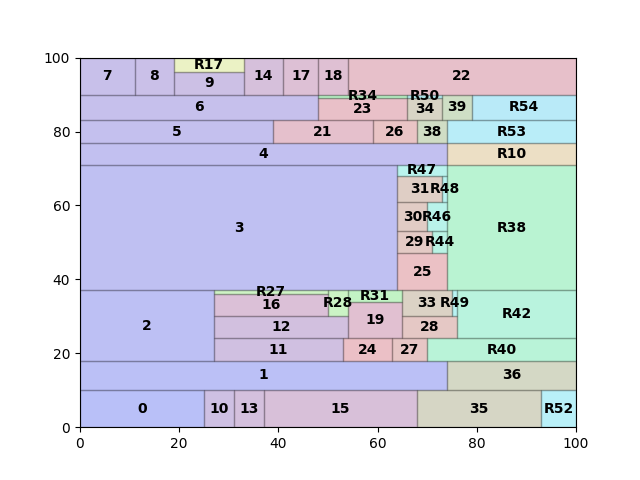 100
7 8 R17 9 14 17 18 22
R34 R50
6 23 34 39 R54
80
5 21 26 38 R53
4 R10
R47
31 R48
60
3 30 R46 R38
29 R44
40
25
R27 R28 R31
16 33 R49 R42
2 12 19 28
20
11 24 27 R40
1 36
0 10 13 15 35 R52
0
0 20 40 60 80 100